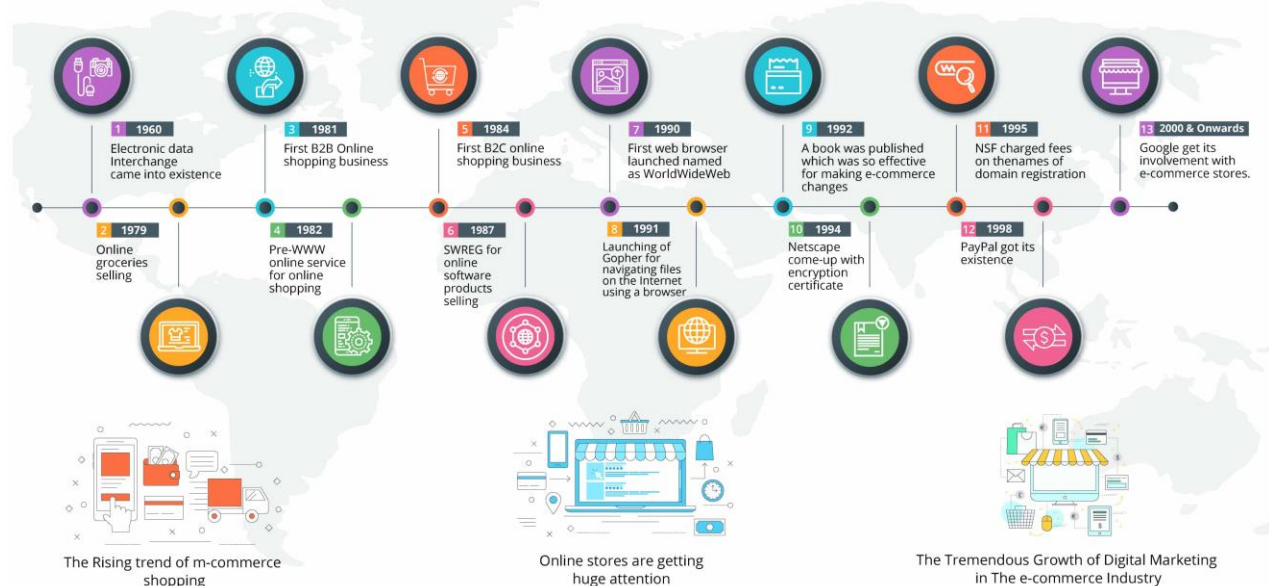 1 1960
Electronic data
Interchange
came into existence
2 1979
Online
groceries
selling
3 1981
First B2B Online
shopping business
4 1982
Pre-WWW
online service
for online
shopping
5 1984
First B2C online
shopping business
6 1987
SWREG for
online
software
products
selling
7 1990
First web browser
launched named
as WorldWideWeb
8 1991
Launching of
Gopher for
navigating files
on the Internet
using a browser
9 1992
A book was published
which was so effective
for making e-commerce
changes
10 1994
Netscape
come-up with
encryption
certificate
11 1995
NSF charged fees
on thenames of
domain registration
12 1998
PayPal got its
existence
13 2000 & Onwards
Google get its
involvement with
e-commerce stores.
The Rising trend of m-commerce
shopping
Online stores are getting
huge attention
The Tremendous Growth of Digital Marketing
in The e-commerce Industry